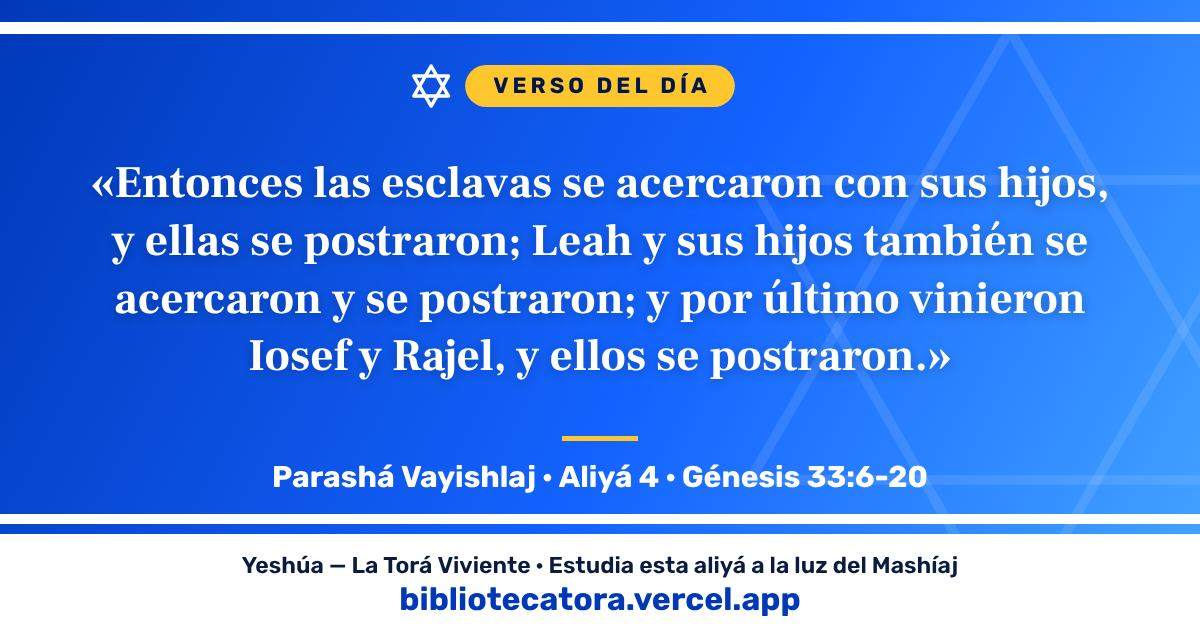 VERSO DEL DÍA
«Entonces las esclavas se acercaron con sus hijos,
y ellas se postraron; Leah y sus hijos también se
acercaron y se postraron; y por último vinieron
Iosef y Rajel, y ellos se postraron.»
Parashá Vayishlaj • Aliyá 4 • Génesis 33:6-20
Yeshúa — La Torá Viviente • Estudia esta aliyá a la luz del Mashíaj
bibliotecatora.vercel.app